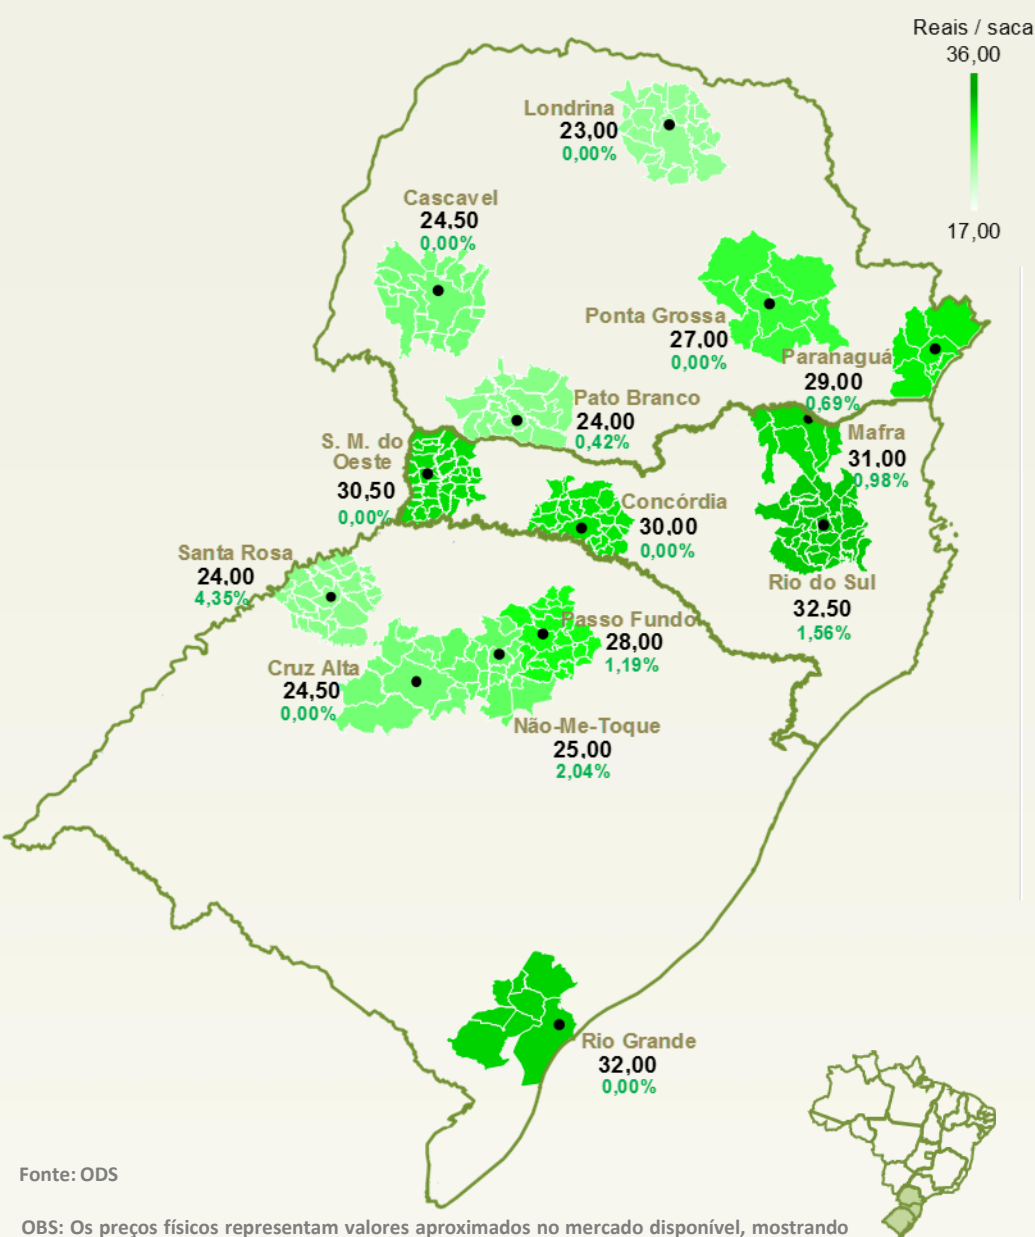 Reais / saca
36,00
17,00
Londrina
23,00
0,00%
Cascavel
24,50
0,00%
Ponta Grossa
27,00
0,00%
Paranaguá
29,00
0,69%
Pato Branco
24,00
0,42%
Mafra
31,00
0,98%
S. M. do
Oeste
30,50
0,00%
Concórdia
30,00
0,00%
Santa Rosa
24,00
4,35%
Rio do Sul
32,50
1,56%
Passo Fundo
28,00
1,19%
Cruz Alta
24,50
0,00%
Não-Me-Toque
25,00
2,04%
Rio Grande
32,00
0,00%
Fonte: ODS
OBS: Os preços físicos representam valores aproximados no mercado disponível, mostrando